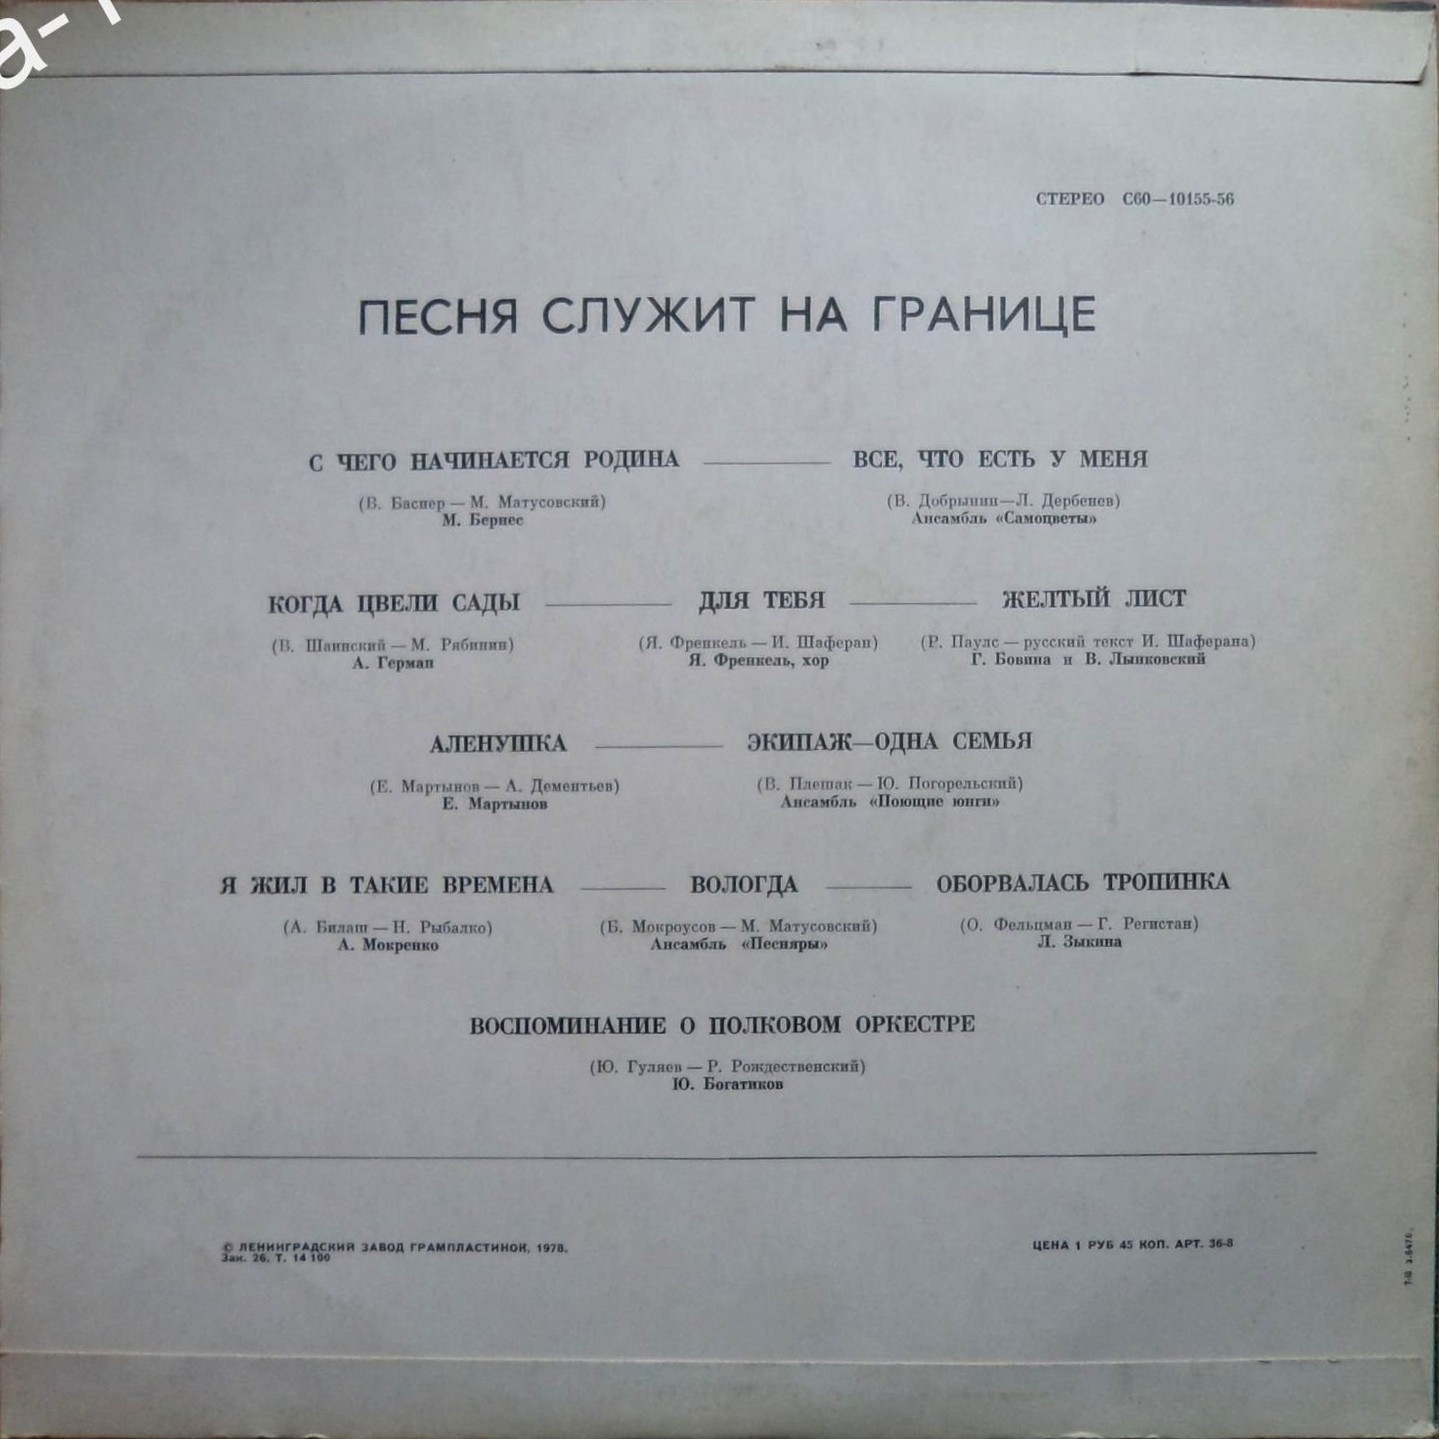 a-
СТЕРЕО С60—10155-56
ПЕСНЯ СЛУЖИТ НА ГРАНИЦЕ
С ЧЕГО НАЧИНАЕТСЯ РОДИНА — ВСЕ, ЧТО ЕСТЬ У МЕНЯ
(В. Баснер — М. Матусовский) (В. Добрынин—Л. Дербенев)
М. Бернес Ансамбль «Самоцветы»
КОГДА ЦВЕЛИ САДЫ — ДЛЯ ТЕБЯ — ЖЕЛТЫЙ ЛИСТ
(В. Шаинский — М. Рябинин) (Я. Френкель — И. Шаферан) (Р. Паулс — русский текст И. Шаферана)
А. Герман Я. Френкель, хор Г. Бовина и В. Лынковский
АЛЕНУШКА — ЭКИПАЖ—ОДНА СЕМЬЯ
(Е. Мартынов — А. Дементьев) (В. Плешак — Ю. Погорельский)
Е. Мартынов Ансамбль «Поющие юнги»
Я ЖИЛ В ТАКИЕ ВРЕМЕНА — ВОЛОГДА — ОБОРВАЛАСЬ ТРОПИНКА
(А. Билаш — Н. Рыбалко) (Б. Мокроусов — М. Матусовский) (О. Фельцман — Г. Регистан)
А. Мокренко Ансамбль «Песняры» Л. Зыкина
ВОСПОМИНАНИЕ О ПОЛКОВОМ ОРКЕСТРЕ
(Ю. Гуляев — Р. Рождественский)
Ю. Богатиков
© ЛЕНИНГРАДСКИЙ ЗАВОД ГРАМПЛАСТИНОК, 1978. ЦЕНА 1 РУБ 45 КОП. АРТ. 36-8
Зак. 26. Т. 14 100